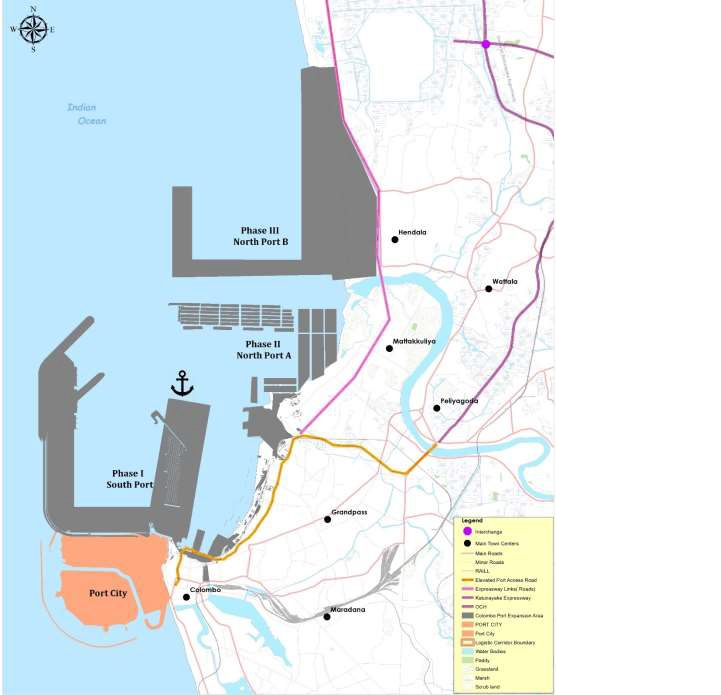 N
W E
S
Indian
Ocean
Phase III
North Port B
Hendala
Wattala
Phase II
North Port A
Mattakkuliya
Peliyagoda
Phase I
South Port
Grandpass
Port City
Colombo
Maradana
Legend
Interchange
Main Town Centers
Main Roads
Minor Roads
RAILL
Elevated Port Access Road
Expressway Links( Roads)
Katunayake Expressway
OCH
Colombo Port Expansion Area
PORT CITY
Port City
Logistic Corridor Boundary
Water Bodies
Paddy
Grassland
Marsh
Scrub land